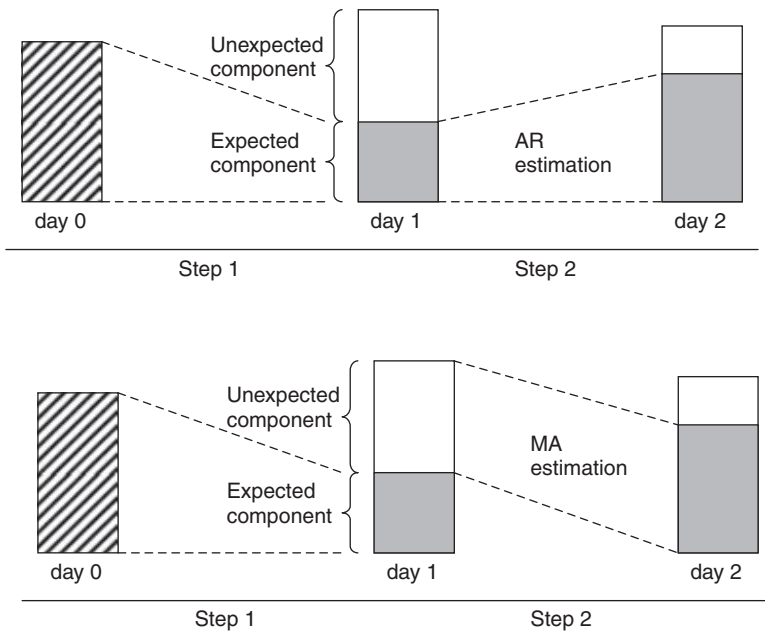 Unexpected
component
Expected
component
AR
estimation
day 0
day 1
day 2
Step 1
Step 2
Unexpected
component
Expected
component
MA
estimation
day 0
day 1
day 2
Step 1
Step 2